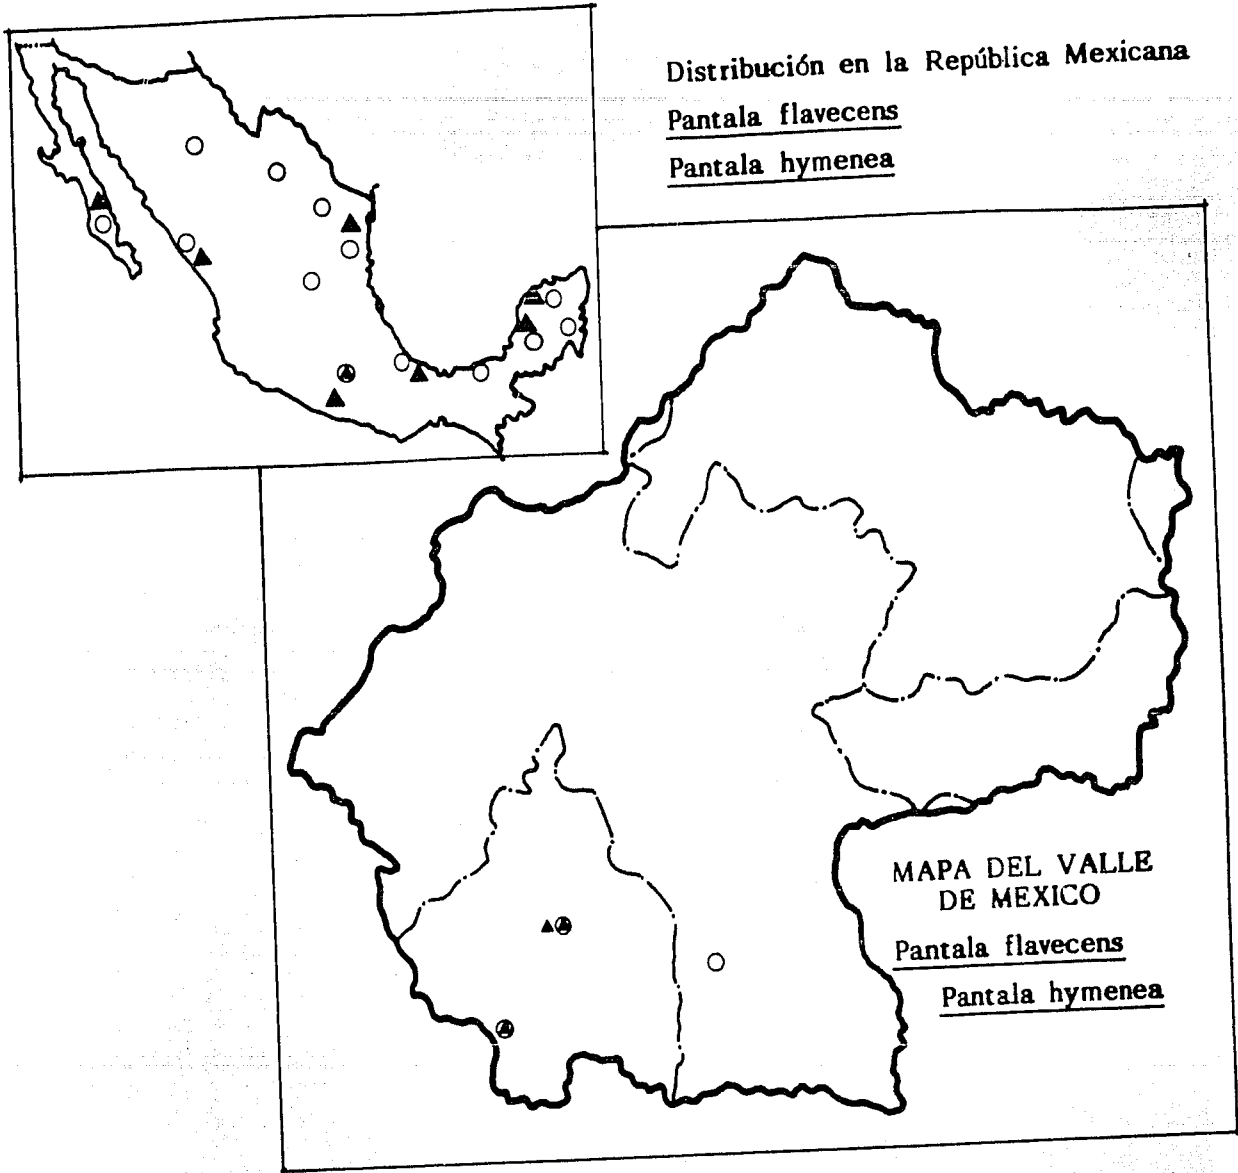 Distribución en la República Mexicana
Pantala flavecens
Pantala hymenea
MAPA DEL VALLE
DE MEXICO
Pantala flavecens
Pantala hymenea